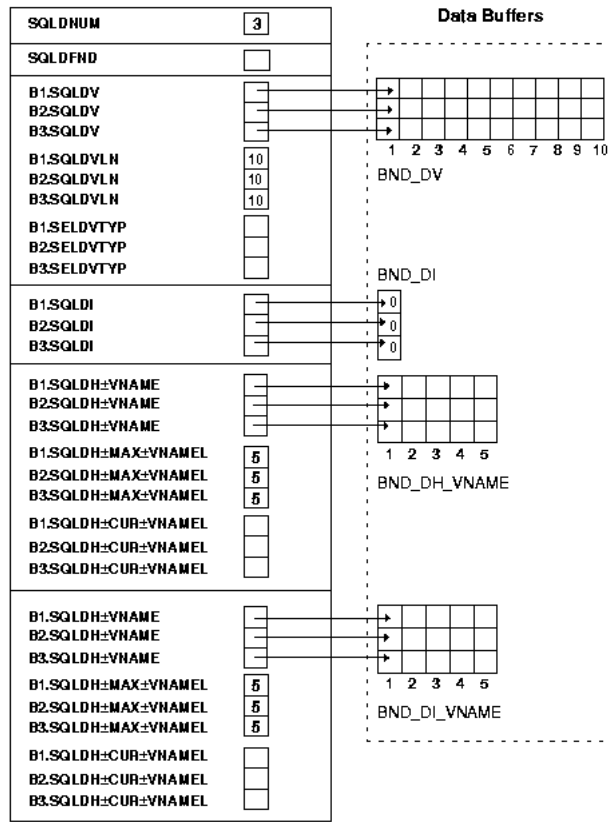 Data Buffers
SQLDNUM 3
SQLDFND
B1.SQLDV
B2.SQLDV
B3.SQLDV
1 2 3 4 5 6 7 8 9 10
BND_DV
B1.SQLDVLN 10
B2.SQLDVLN 10
B3.SQLDVLN 10
B1.SELDVTYP
B2.SELDVTYP
B3.SELDVTYP
BND_DI
B1.SQLDI 0
B2.SQLDI 0
B3.SQLDI 0
B1.SQLDH±VNAME
B2.SQLDH±VNAME
B3.SQLDH±VNAME
1 2 3 4 5
BND_DH_VNAME
B1.SQLDH±MAX±VNAMEL 5
B2.SQLDH±MAX±VNAMEL 5
B3.SQLDH±MAX±VNAMEL 5
B1.SQLDH±CUR±VNAMEL
B2.SQLDH±CUR±VNAMEL
B3.SQLDH±CUR±VNAMEL
B1.SQLDH±VNAME
B2.SQLDH±VNAME
B3.SQLDH±VNAME
1 2 3 4 5
BND_DI_VNAME
B1.SQLDH±MAX±VNAMEL 5
B2.SQLDH±MAX±VNAMEL 5
B3.SQLDH±MAX±VNAMEL 5
B1.SQLDH±CUR±VNAMEL
B2.SQLDH±CUR±VNAMEL
B3.SQLDH±CUR±VNAMEL